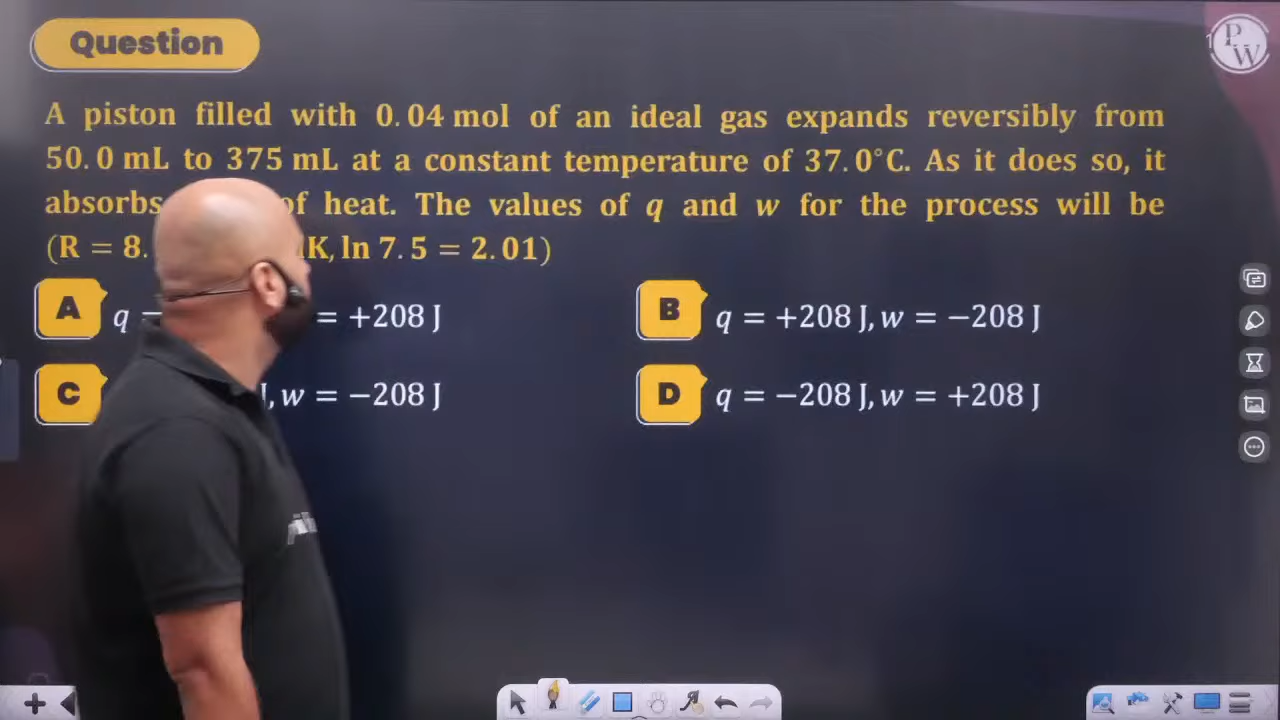 Question
PW
A piston filled with 0.04 mol of an ideal gas expands reversibly from
50.0 mL to 375 mL at a constant temperature of 37.0°C. As it does so, it
absorbs of heat. The values of q and w for the process will be
(R = 8. K, ln 7.5 = 2.01)
A q = = +208 J
B q = +208 J, w = −208 J
C J, w = −208 J
D q = −208 J, w = +208 J